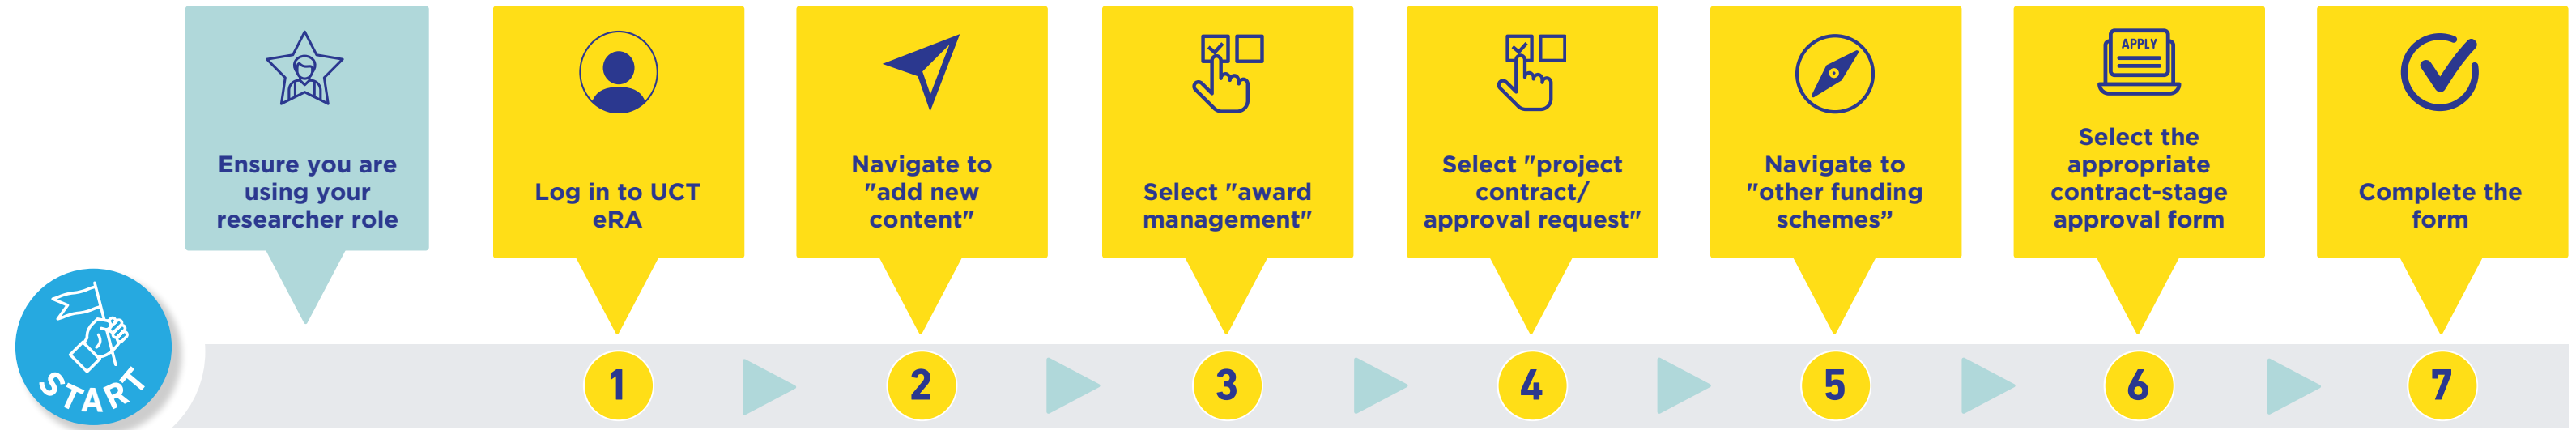 Ensure you are
using your
researcher role
Log in to UCT
eRA
Navigate to
"add new
content"
Select "award
management"
Select "project
contract/
approval request"
Navigate to
"other funding
schemes”
APPLY
Select the
appropriate
contract-stage
approval form
Complete the
form
START
1
2
3
4
5
6
7